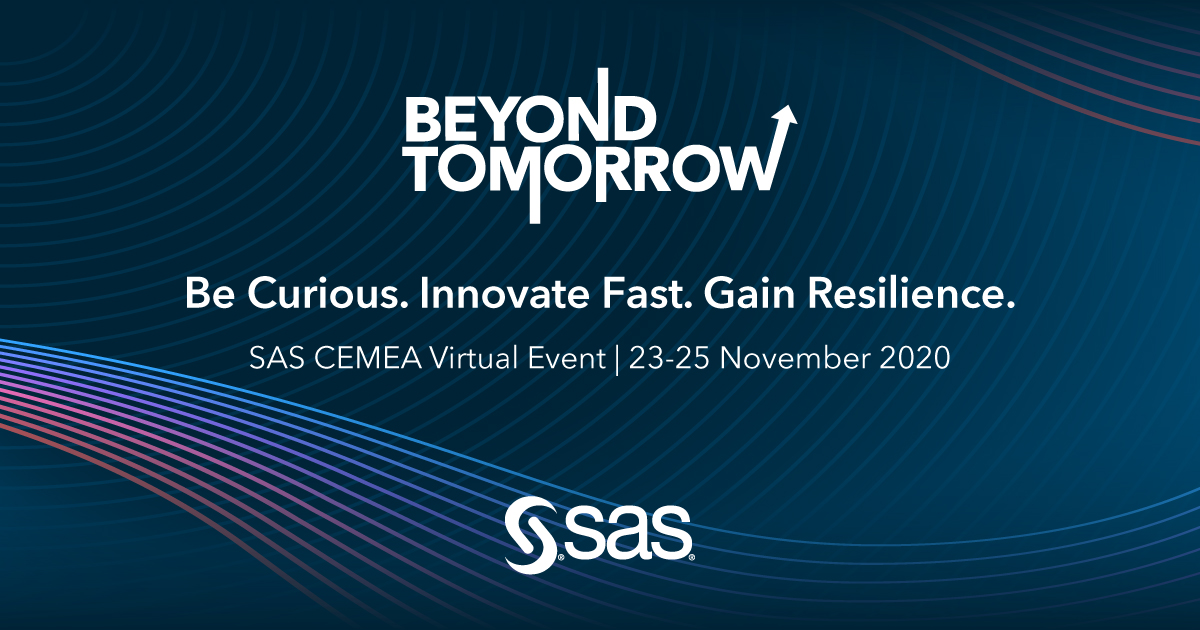 BEYOND
TOMORROW
Be Curious. Innovate Fast. Gain Resilience.
SAS CEMEA Virtual Event | 23-25 November 2020
sas